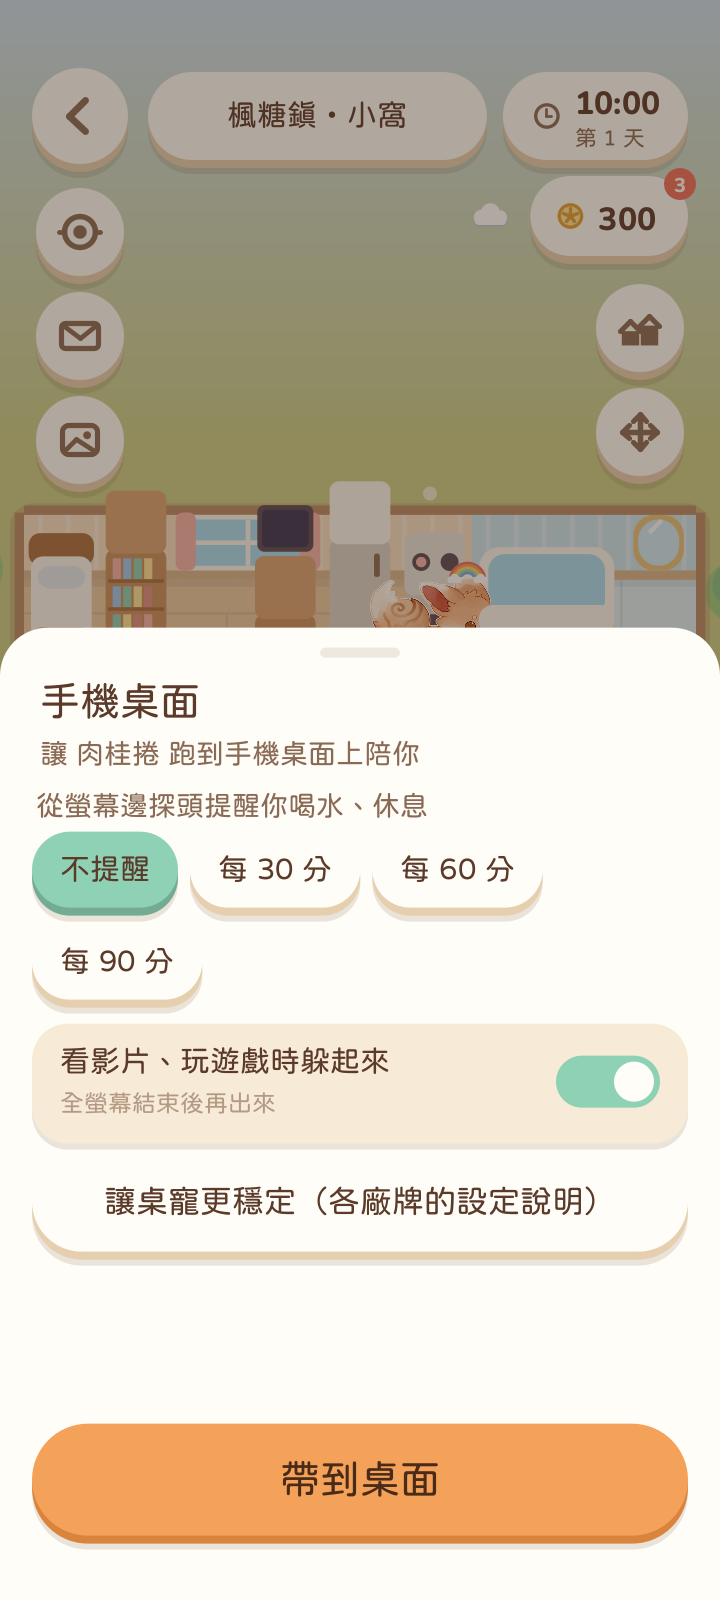 楓糖鎮・小窩
10:00
第 1 天
3
300
手機桌面
讓 肉桂捲 跑到手機桌面上陪你
從螢幕邊探頭提醒你喝水、休息
不提醒
每 30 分
每 60 分
每 90 分
看影片、玩遊戲時躲起來
全螢幕結束後再出來
讓桌寵更穩定（各廠牌的設定說明）
帶到桌面